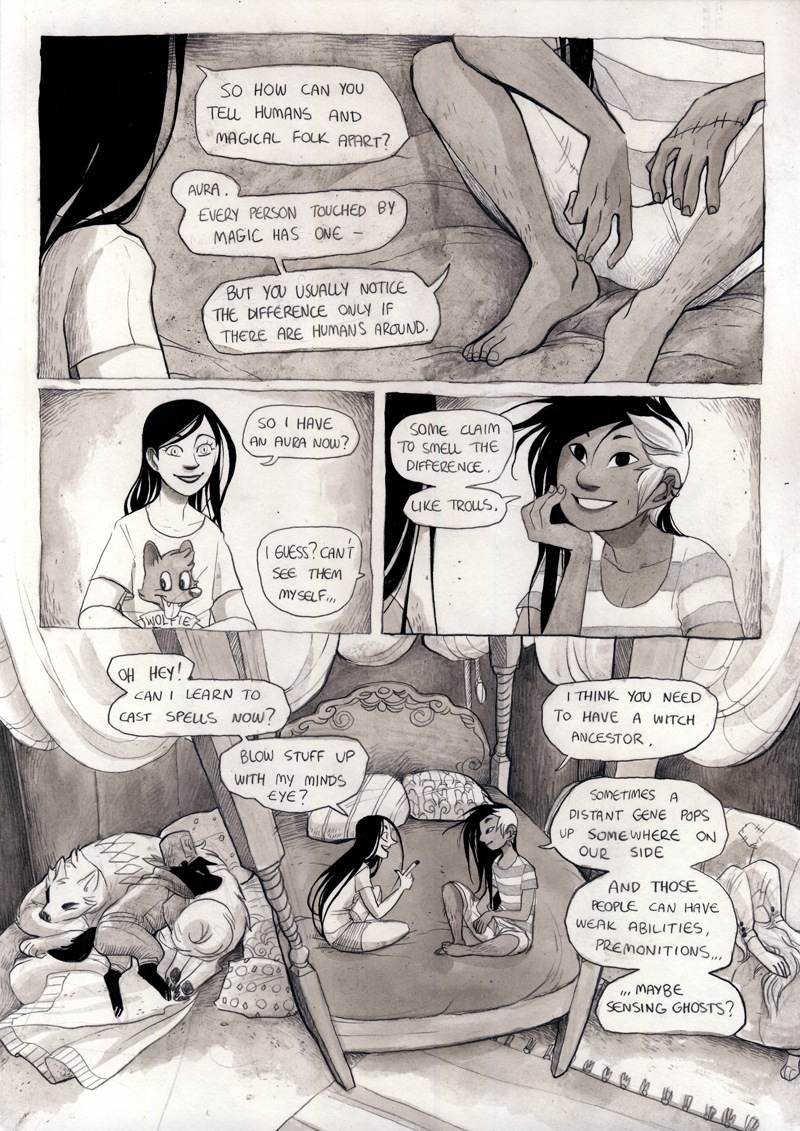 SO HOW CAN YOU
TELL HUMANS AND
MAGICAL FOLK APART?
AURA.
EVERY PERSON TOUCHED BY
MAGIC HAS ONE –
BUT YOU USUALLY NOTICE
THE DIFFERENCE ONLY IF
THERE ARE HUMANS AROUND.
SO I HAVE
AN AURA NOW?
WOLFIE
I GUESS? CAN'T
SEE THEM
MYSELF...
SOME CLAIM
TO SMELL THE
DIFFERENCE.
LIKE TROLLS.
OH HEY!
CAN I LEARN TO
CAST SPELLS NOW?
BLOW STUFF UP
WITH MY MINDS
EYE?
I THINK YOU NEED
TO HAVE A WITCH
ANCESTOR.
SOMETIMES A
DISTANT GENE POPS
UP SOMEWHERE ON
OUR SIDE
AND THOSE
PEOPLE CAN HAVE
WEAK ABILITIES,
PREMONITIONS...
...MAYBE
SENSING GHOSTS?